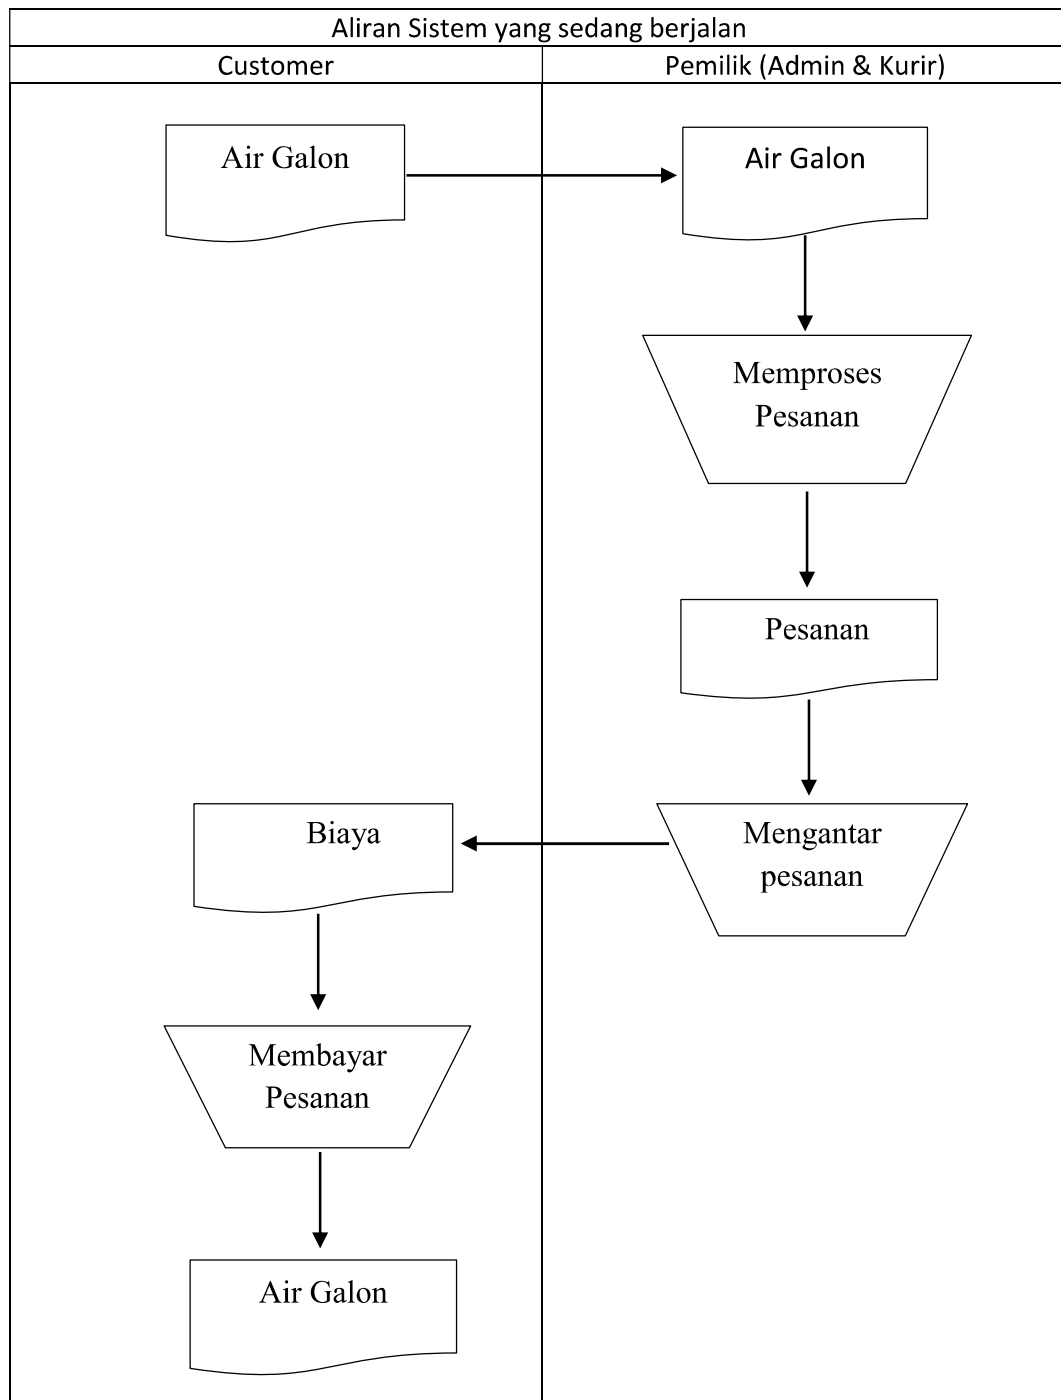 Aliran Sistem yang sedang berjalan
Customer
Pemilik (Admin & Kurir)
Air Galon
Air Galon
Memproses
Pesanan
Pesanan
Mengantar
pesanan
Biaya
Membayar
Pesanan
Air Galon